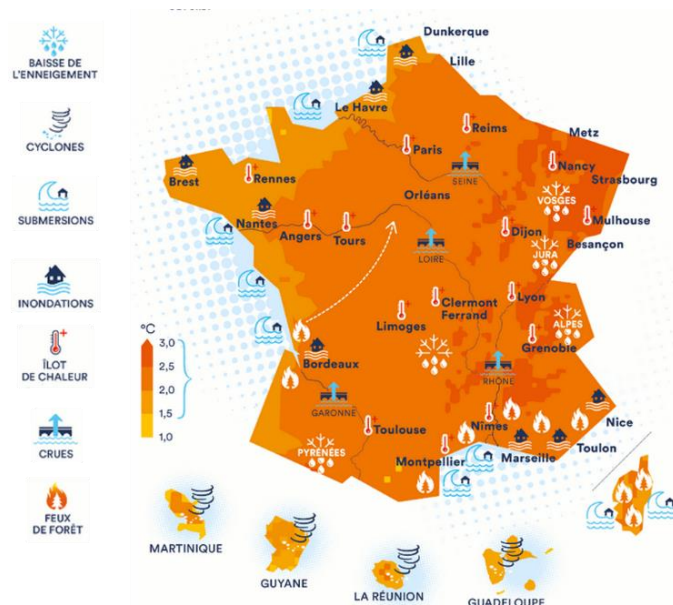 BAISSE DE
L'ENNEIGEMENT
CYCLONES
SUBMERSIONS
INONDATIONS
ÎLOT
DE CHALEUR
CRUES
FEUX
DE FORÊT
Dunkerque
Lille
Le Havre
Reims
Metz
Paris
Nancy
SEINE
Strasbourg
Brest
Rennes
Orléans
VOSGES
Nantes
Mulhouse
Angers
Tours
Dijon
Besançon
JURA
LOIRE
Lyon
Clermont
Ferrand
Limoges
ALPES
°C
3,0
2,5
2,0
1,5
1,0
Grenoble
Bordeaux
RHÔNE
GARONNE
Nice
Nîmes
Toulouse
Toulon
Marseille
Montpellier
PYRÉNÉES
MARTINIQUE
GUYANE
LA RÉUNION
GUADELOUPE